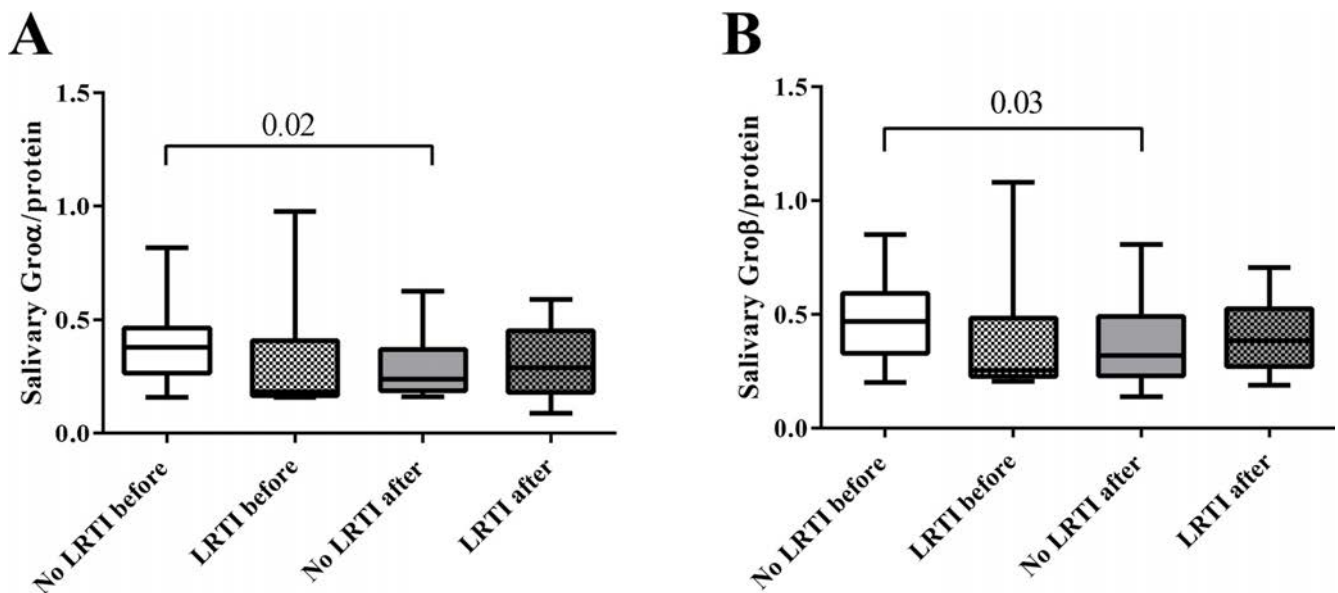 A
Salivary Groα/protein
1.5
1.0
0.5
0.0
0.02
No LRTI before
LRTI before
No LRTI after
LRTI after
B
Salivary Groβ/protein
1.5
1.0
0.5
0.0
0.03
No LRTI before
LRTI before
No LRTI after
LRTI after